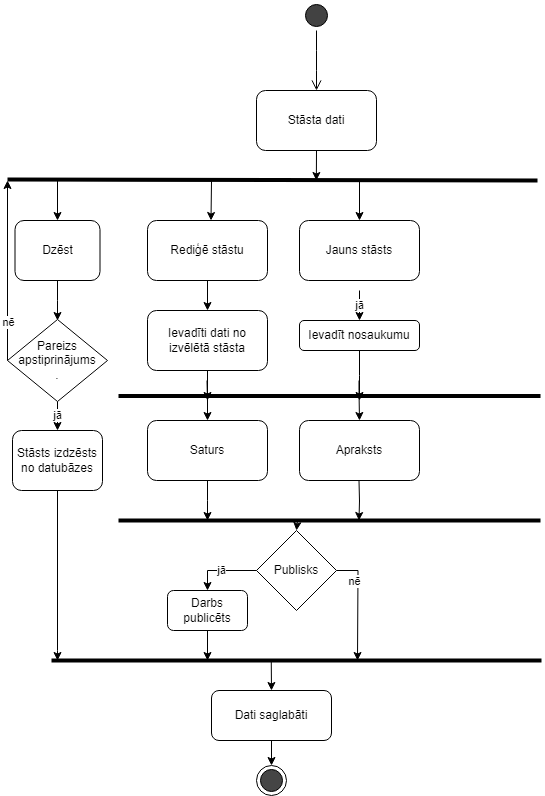 Stāsta dati
Dzēst
Rediģē stāstu
Jauns stāsts
jā
nē
Ievadīti dati no
izvēlētā stāsta
Ievadīt nosaukumu
Pareizs
apstiprinājums
.
jā
Stāsts izdzēsts
no datubāzes
Saturs
Apraksts
Publisks
jā
nē
Darbs
publicēts
Dati saglabāti